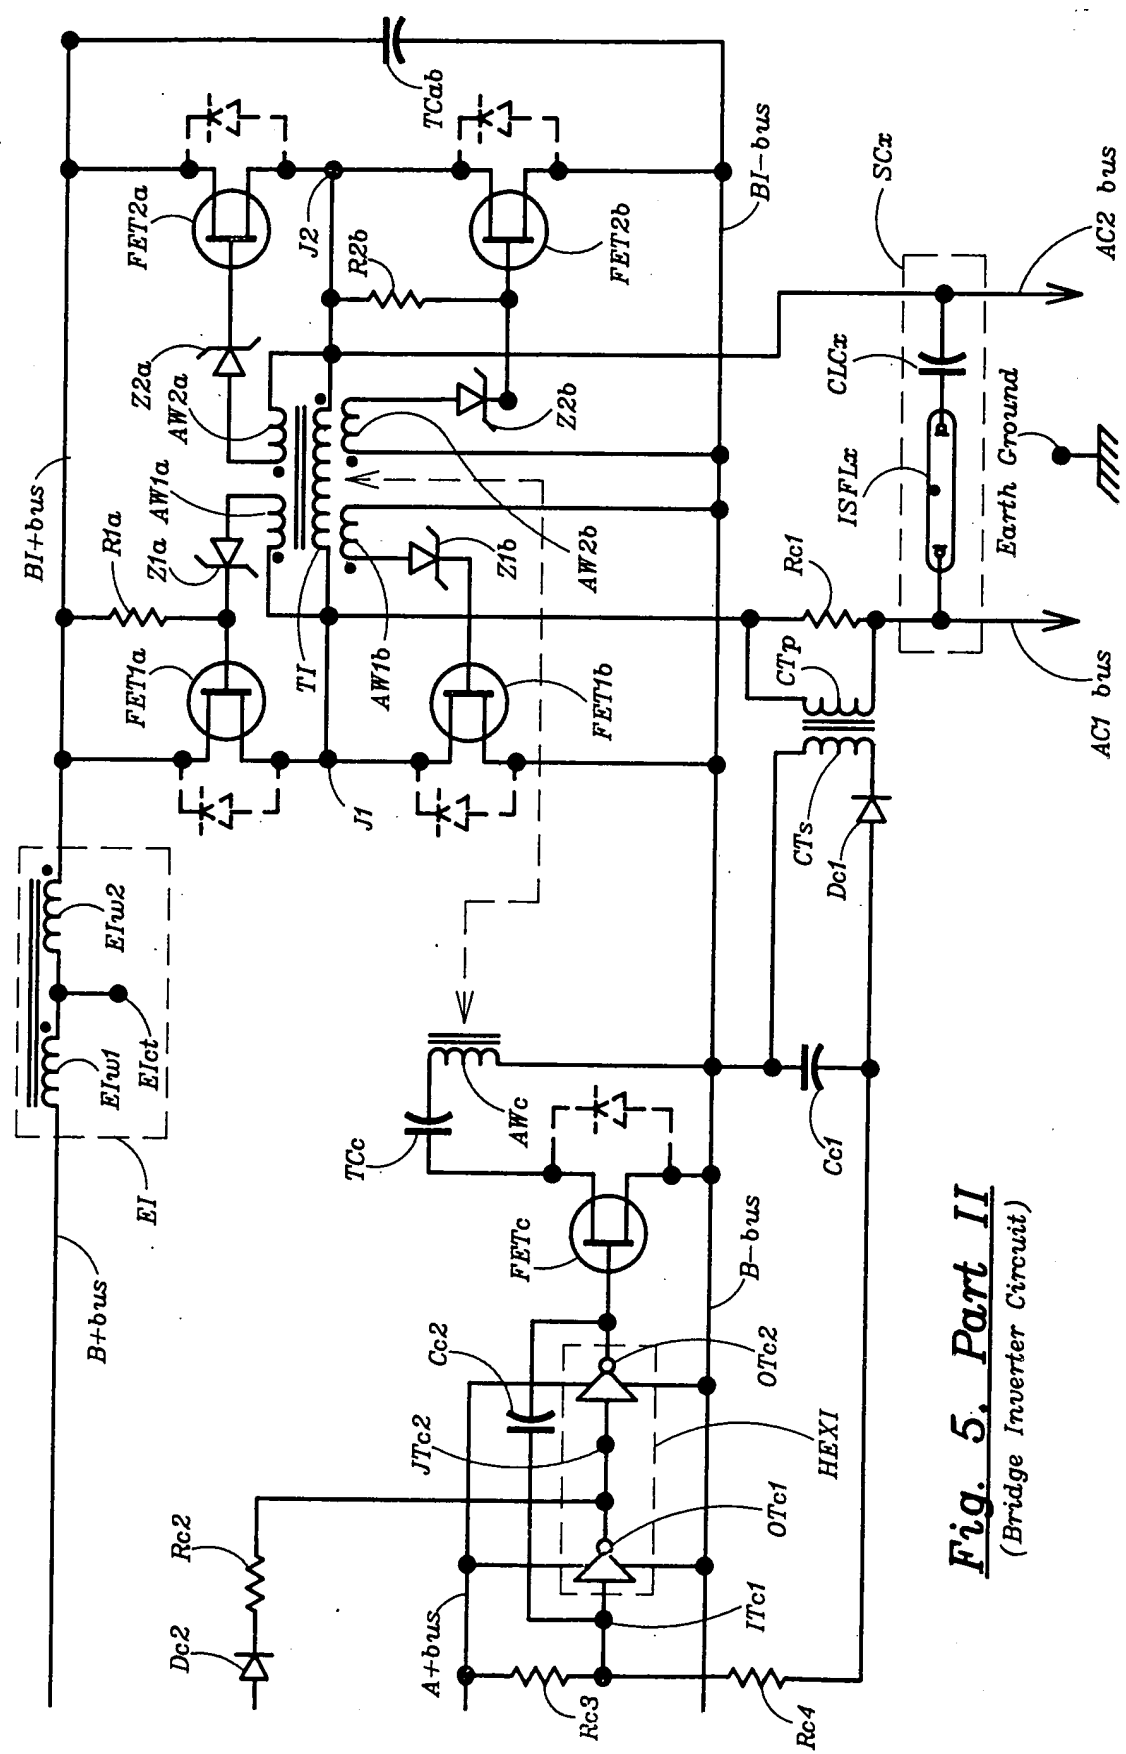 B+bus
EI
EIw1
EIct
EIw2
BI+bus
R1a
Z1a
AW1a
AW2a
Z2a
FET1a
FET2a
TCab
TI
J1
J2
R2b
AW1b
Z1b
AW2b
Z2b
FET1b
FET2b
BI-bus
Dc2
Rc2
TCc
AWc
FETc
Cc2
JTc2
A+bus
B-bus
OTc2
HEXI
OTc1
ITc1
Rc3
Rc4
Cc1
Dc1
CTs
CTp
Rc1
ISFLx
CLCx
SCx
Earth Ground
AC1 bus
AC2 bus
Fig. 5. Part II
(Bridge Inverter Circuit)